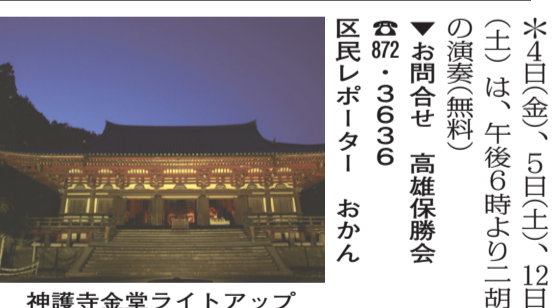 ＊4日(金)、5日(土)、12日
(土)は、午後6時より二胡
の演奏(無料)
▼お問合せ　高雄保勝会
☎872・3636
区民レポーター　おかん
神護寺金堂ライトアップ